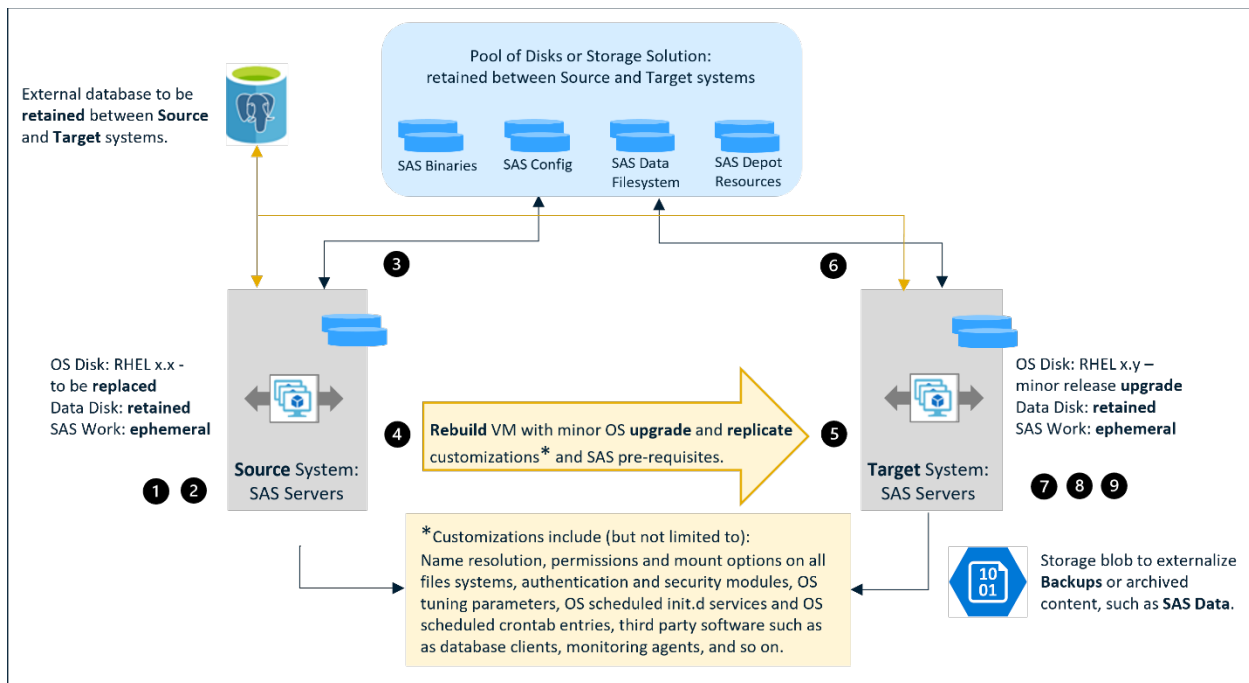 Pool of Disks or Storage Solution:
retained between Source and Target systems
External database to be
retained between Source
and Target systems.
SAS Binaries
SAS Config
SAS Data
Filesystem
SAS Depot
Resources
3
6
OS Disk: RHEL x.x -
to be replaced
Data Disk: retained
SAS Work: ephemeral
1 2
Source System:
SAS Servers
4
Rebuild VM with minor OS upgrade and replicate
customizations* and SAS pre-requisites.
5
Target System:
SAS Servers
OS Disk: RHEL x.y –
minor release upgrade
Data Disk: retained
SAS Work: ephemeral
7 8 9
*Customizations include (but not limited to):
Name resolution, permissions and mount options on all
files systems, authentication and security modules, OS
tuning parameters, OS scheduled init.d services and OS
scheduled crontab entries, third party software such as
as database clients, monitoring agents, and so on.
10
01
Storage blob to externalize
Backups or archived
content, such as SAS Data.